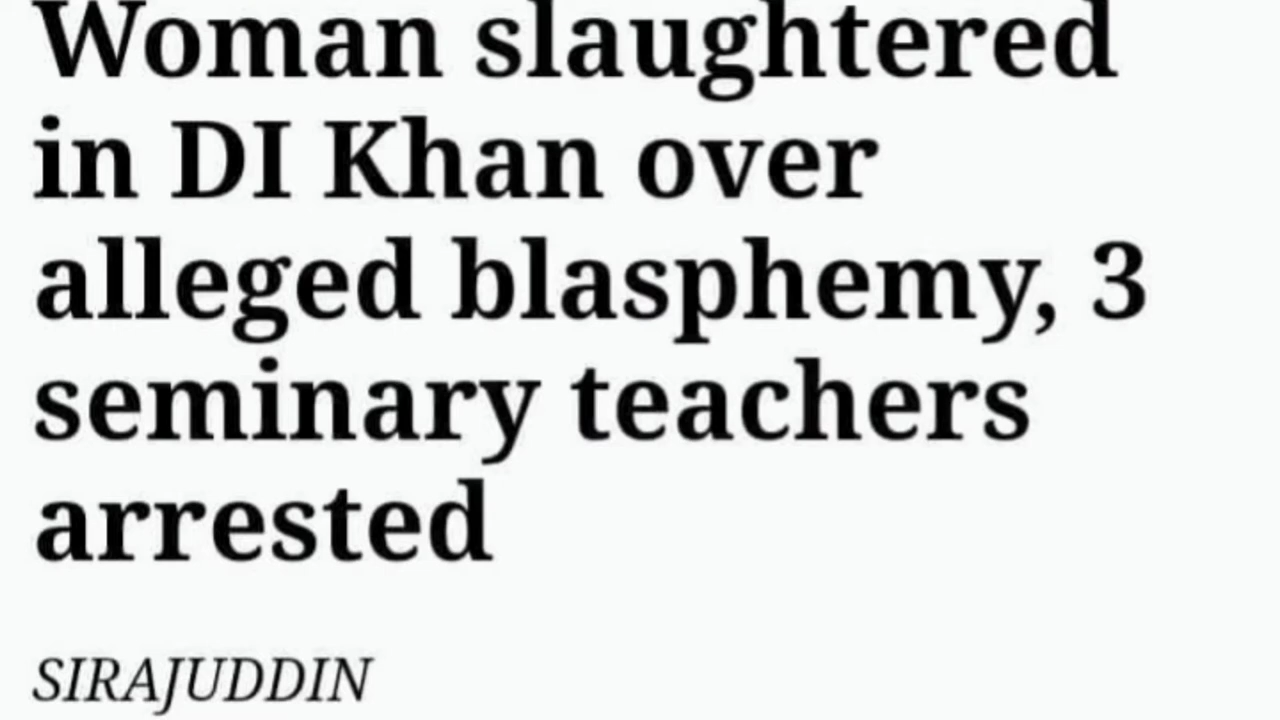 Woman slaughtered
in DI Khan over
alleged blasphemy, 3
seminary teachers
arrested
SIRAJUDDIN